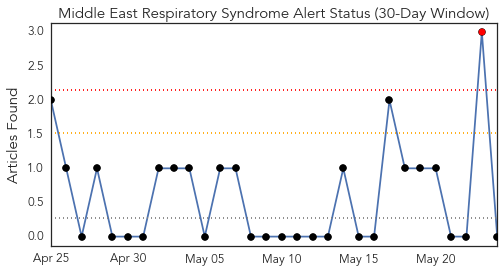 Middle East Respiratory Syndrome Alert Status (30-Day Window)
Articles Found
3.0
2.5
2.0
1.5
1.0
0.5
0.0
Apr 25
Apr 30
May 05
May 10
May 15
May 20